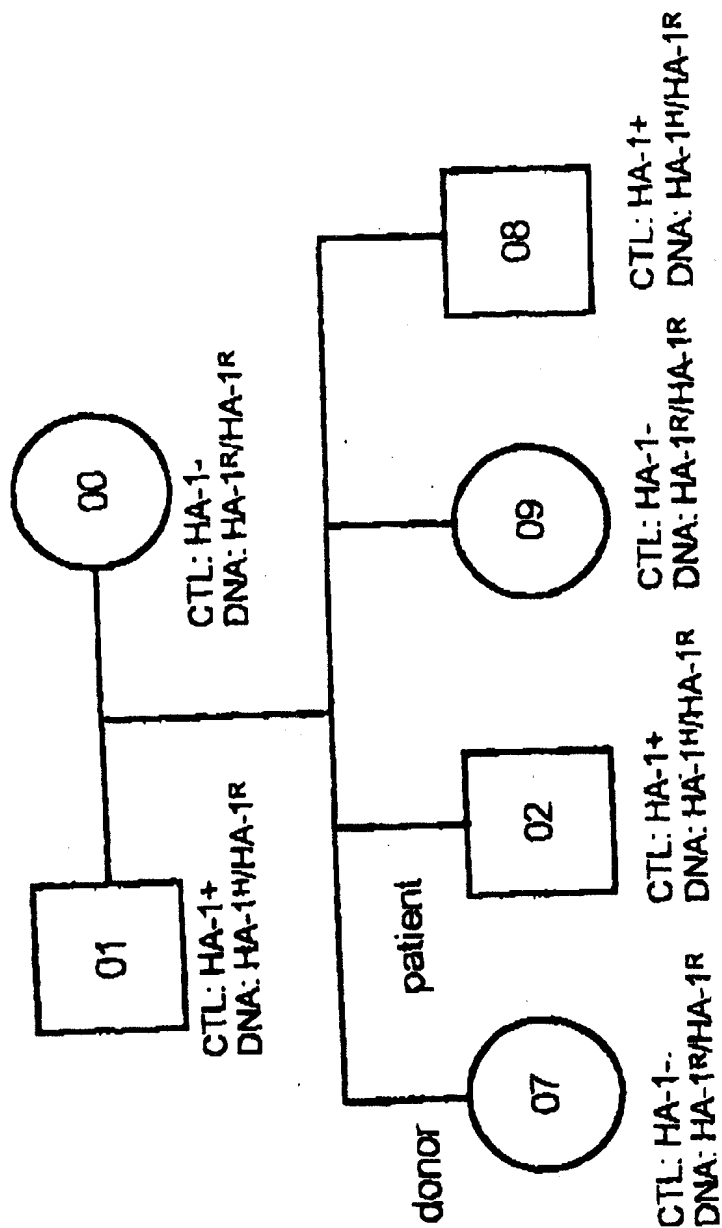 01
CTL: HA-1+
DNA: HA-1H/HA-1R
00
CTL: HA-1-
DNA: HA-1R/HA-1R
donor
07
CTL: HA-1-.
DNA: HA-1R/HA-1R
patient
02
CTL: HA-1+
DNA: HA-1H/HA-1R
09
CTL: HA-1-
DNA: HA-1R/HA-1R
08
CTL: HA-1+
DNA: HA-1H/HA-1R